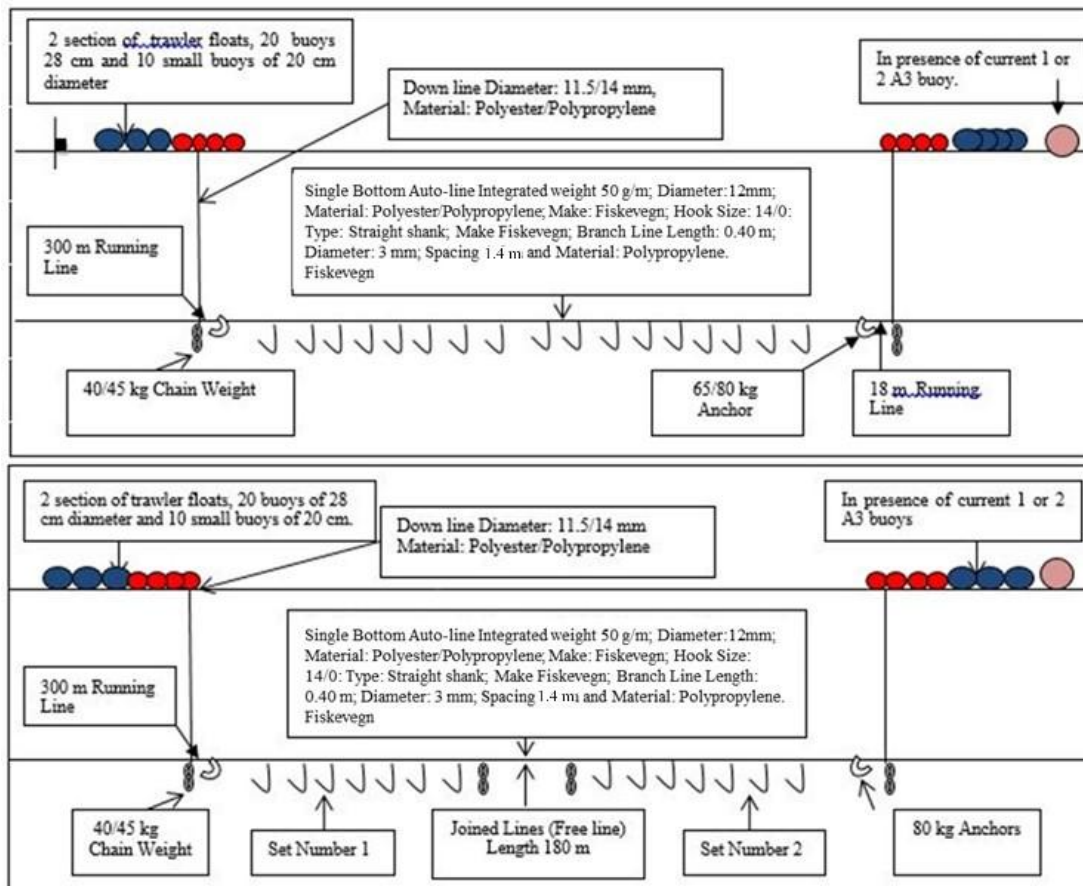 2 section of trawler floats, 20 buoys
28 cm and 10 small buoys of 20 cm
diameter
Down line Diameter: 11.5/14 mm,
Material: Polyester/Polypropylene
In presence of current 1 or
2 A3 buoy.
Single Bottom Auto-line Integrated weight 50 g/m; Diameter:12mm;
Material: Polyester/Polypropylene; Make: Fiskevegn; Hook Size: 14/0:
Type: Straight shank; Make Fiskevegn; Branch Line Length: 0.40 m;
Diameter: 3 mm; Spacing 1.4 m and Material: Polypropylene.
Fiskevegn
300 m Running
Line
40/45 kg Chain Weight
65/80 kg
Anchor
18 m Running
Line
2 section of trawler floats, 20 buoys of 28
cm diameter and 10 small buoys of 20 cm.
Down line Diameter: 11.5/14 mm
Material: Polyester/Polypropylene
In presence of current 1 or 2
A3 buoys
Single Bottom Auto-line Integrated weight 50 g/m; Diameter:12mm;
Material: Polyester/Polypropylene; Make: Fiskevegn; Hook Size:
14/0: Type: Straight shank; Make Fiskevegn; Branch Line Length:
0.40 m; Diameter: 3 mm; Spacing 1.4 m and Material: Polypropylene.
Fiskevegn
300 m Running
Line
40/45 kg
Chain Weight
Set Number 1
Joined Lines (Free line)
Length 180 m
Set Number 2
80 kg Anchors